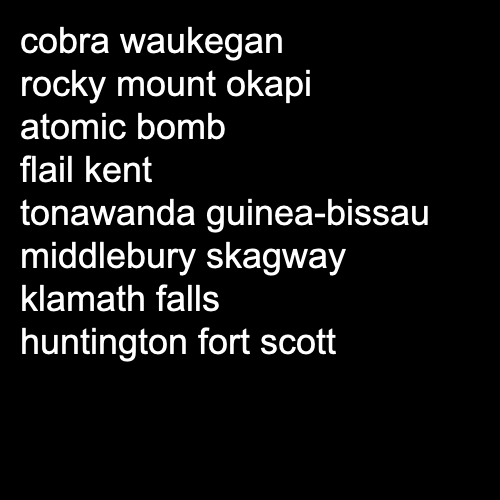 cobra waukegan
rocky mount okapi
atomic bomb
flail kent
tonawanda guinea-bissau
middlebury skagway
klamath falls
huntington fort scott